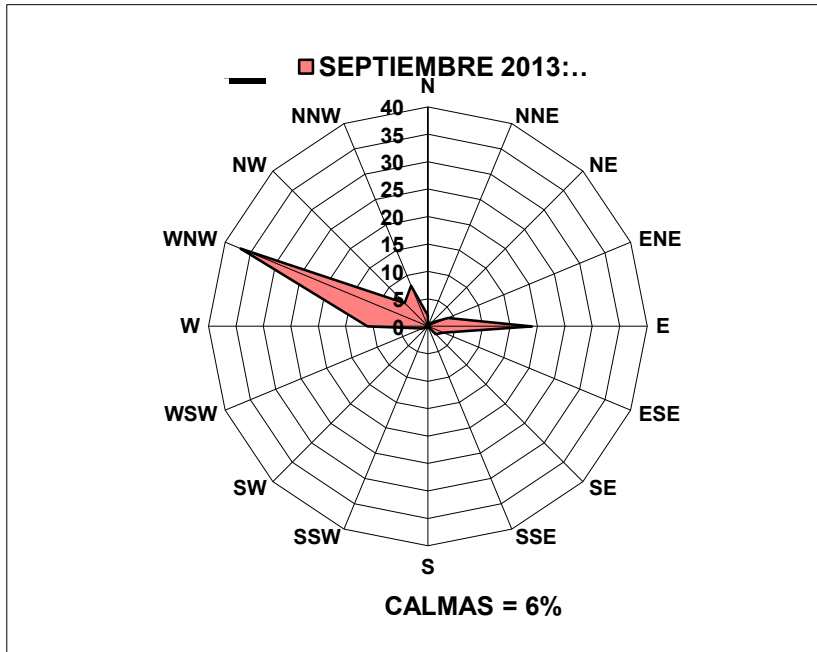 SEPTIEMBRE 2013:..
N
NNW
NNE
NW
NE
WNW
ENE
W
E
WSW
ESE
SW
SE
SSW
SSE
S
40
35
30
25
20
15
10
5
0
CALMAS = 6%